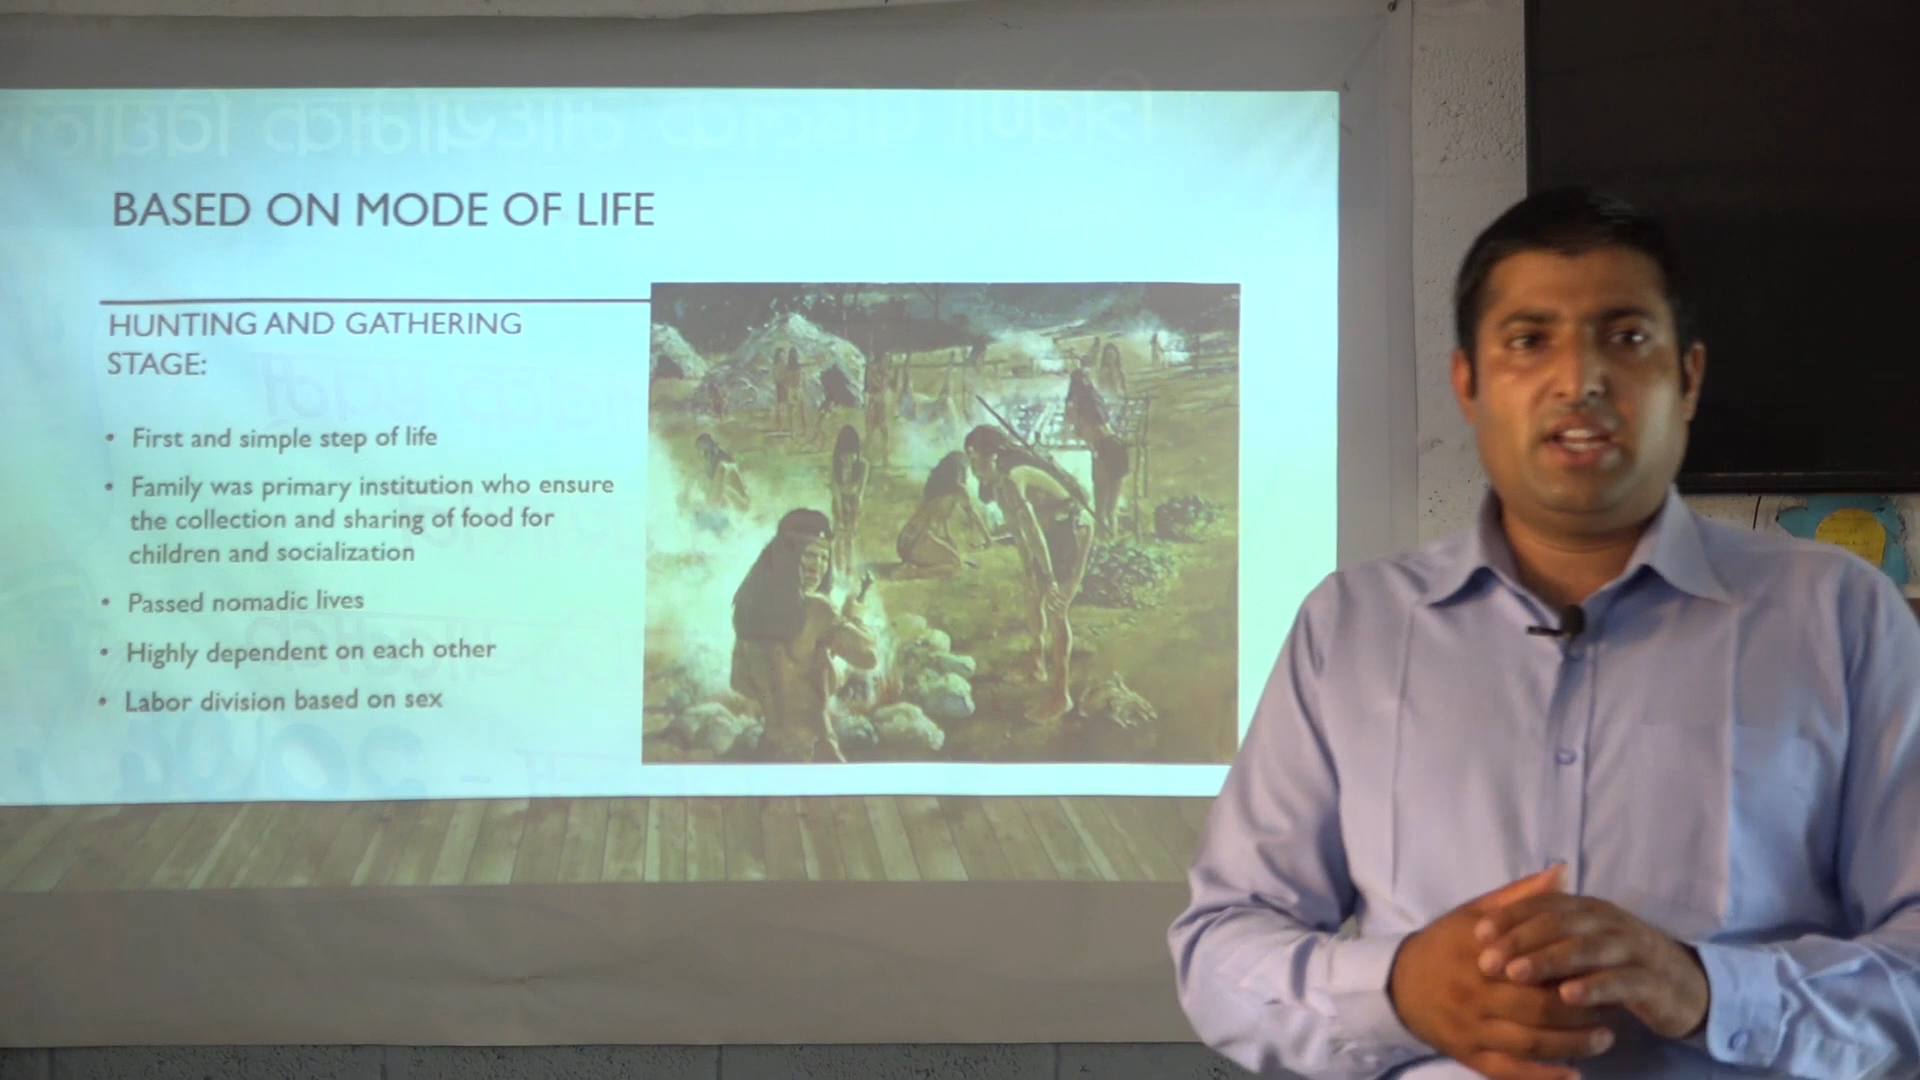 BASED ON MODE OF LIFE
HUNTING AND GATHERING
STAGE:
• First and simple step of life
• Family was primary institution who ensure
the collection and sharing of food for
children and socialization
• Passed nomadic lives
• Highly dependent on each other
• Labor division based on sex